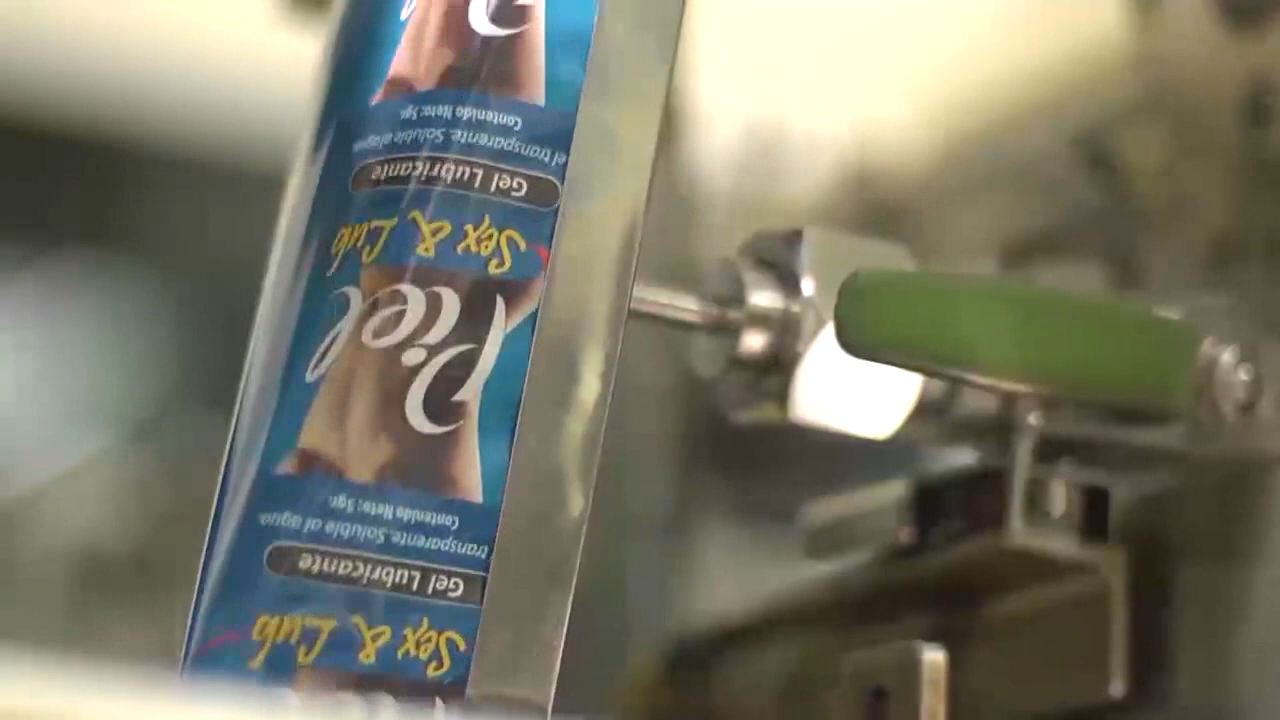 Sex & Lub
Gel Lubricante
transparente. Soluble al agua.
Contenido Neto: 5gr.
Piel
Sex & Lub
Gel Lubricante
el transparente. Soluble al agua
Contenido Neto: 5gr.